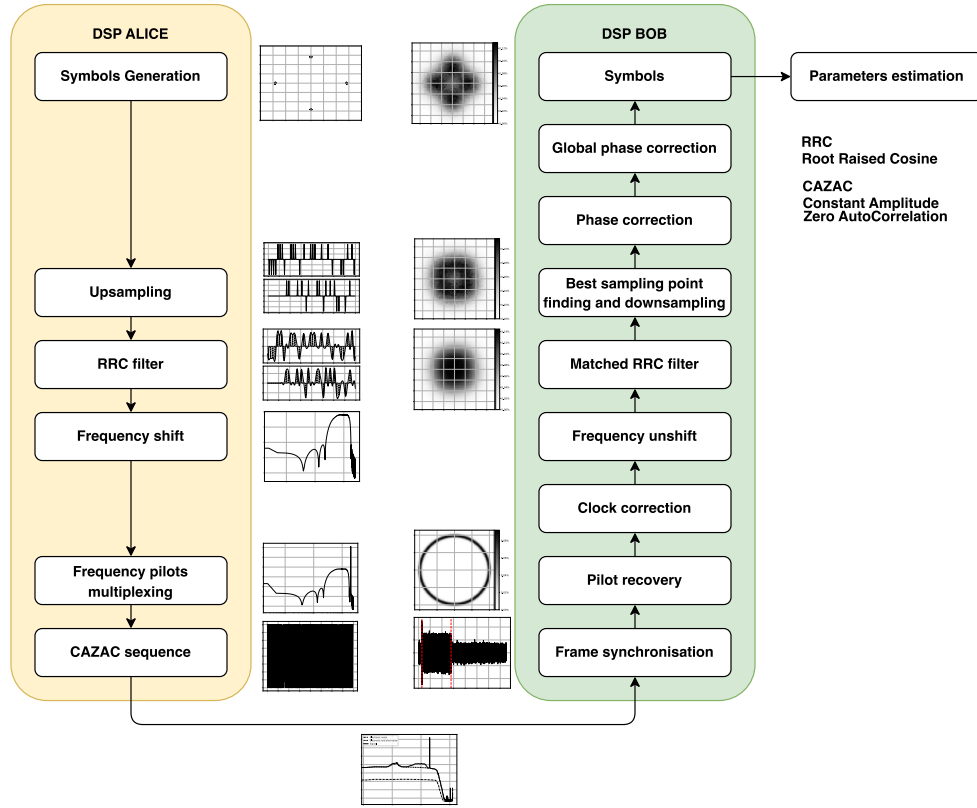 DSP ALICE
Symbols Generation
Upsampling
RRC filter
Frequency shift
Frequency pilots
multiplexing
CAZAC sequence
DSP BOB
Symbols
Global phase correction
Phase correction
Best sampling point
finding and downsampling
Matched RRC filter
Frequency unshift
Clock correction
Pilot recovery
Frame synchronisation
Parameters estimation
RRC
Root Raised Cosine
CAZAC
Constant Amplitude
Zero AutoCorrelation